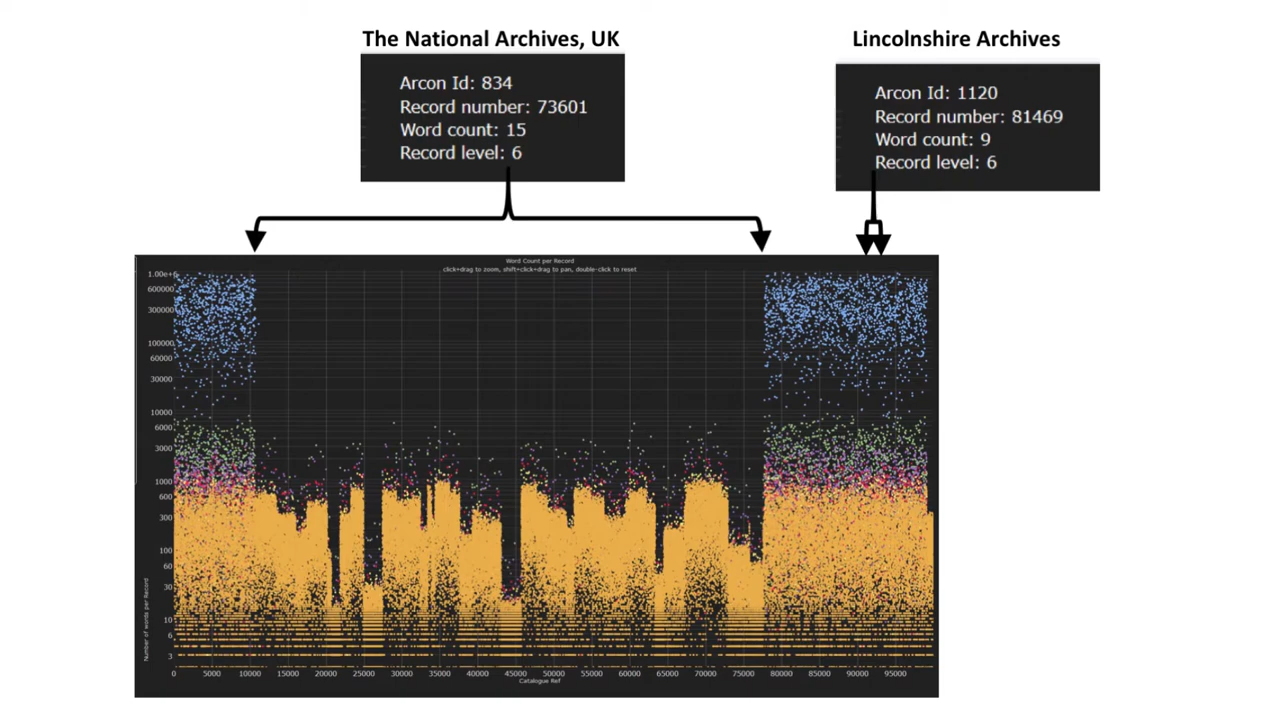 The National Archives, UK
Arcon Id: 834
Record number: 73601
Word count: 15
Record level: 6
Lincolnshire Archives
Arcon Id: 1120
Record number: 81469
Word count: 9
Record level: 6
Word Count per Record
click+drag to zoom, shift+click+drag to pan, double-click to reset
1.00e+6
600000
300000
100000
60000
30000
10000
6000
3000
1000
600
300
100
60
30
10
6
3
Number of words per Record
0 5000 10000 15000 20000 25000 30000 35000 40000 45000 50000 55000 60000 65000 70000 75000 80000 85000 90000 95000
Catalogue Ref